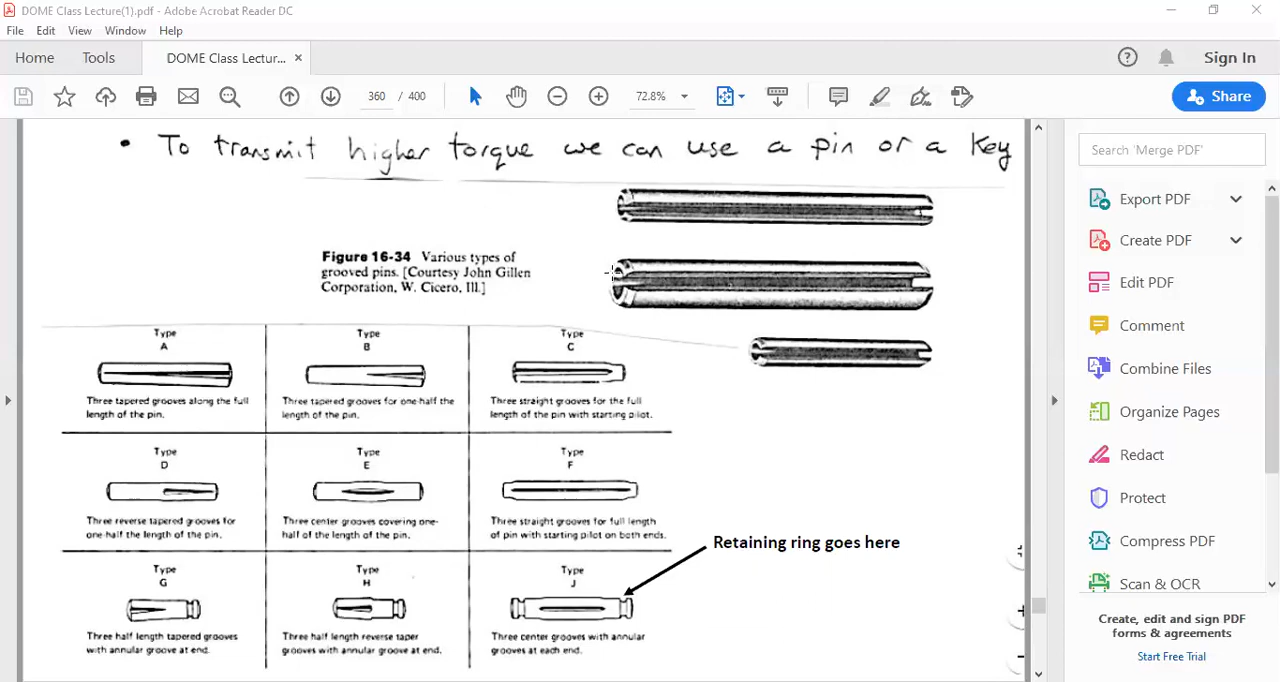 DOME Class Lecture(1).pdf - Adobe Acrobat Reader DC
File Edit View Window Help
Home Tools DOME Class Lectur... × Sign In
360 / 400 72.8% Share
• To transmit higher torque we can use a pin or a Key
Figure 16-34 Various types of
grooved pins. [Courtesy John Gillen
Corporation, W. Cicero, Ill.]
Type
A
Three tapered grooves along the full
length of the pin.
Type
B
Three tapered grooves for one-half the
length of the pin.
Type
C
Three straight grooves for the full
length of the pin with starting pilot.
Type
D
Three reverse tapered grooves for
one-half the length of the pin.
Type
E
Three center grooves covering one-
half of the length of the pin.
Type
F
Three straight grooves for full length
of pin with starting pilot on both ends.
Type
G
Three half length tapered grooves
with annular groove at end.
Type
H
Three half length reverse taper
grooves with annular groove at end.
Type
J
Three center grooves with annular
grooves at each end.
Retaining ring goes here
Search 'Merge PDF'
Export PDF
Create PDF
Edit PDF
Comment
Combine Files
Organize Pages
Redact
Protect
Compress PDF
Scan & OCR
Create, edit and sign PDF
forms & agreements
Start Free Trial